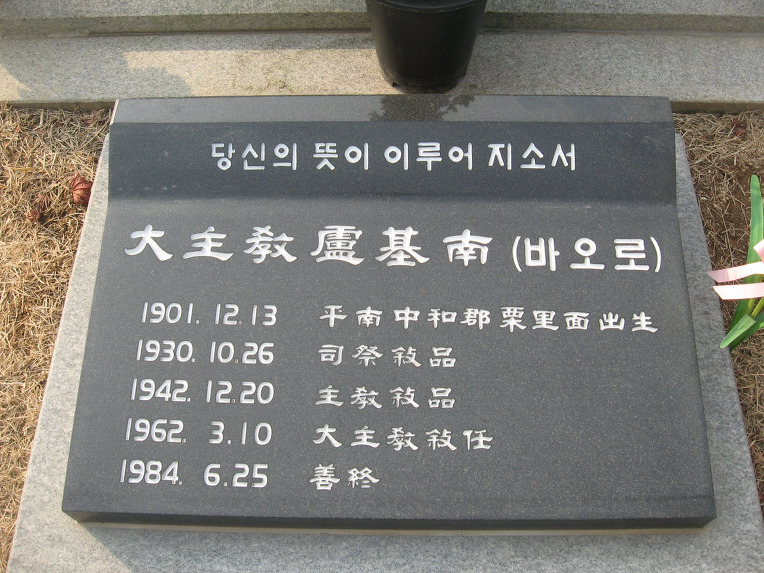 당신의 뜻이 이루어 지소서
大主敎盧基南 (바오로)
1901. 12. 13 平南中和郡栗里面出生
1930. 10. 26 司祭敍品
1942. 12. 20 主敎敍品
1962. 3. 10 大主敎敍任
1984. 6. 25 善終